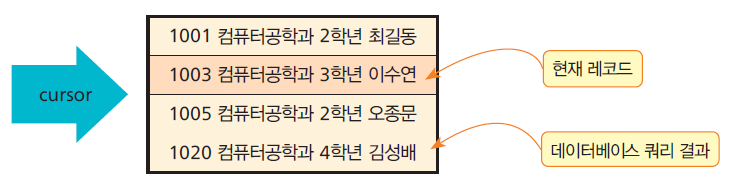 1001 컴퓨터공학과 2학년 최길동
1003 컴퓨터공학과 3학년 이수연
현재 레코드
cursor
1005 컴퓨터공학과 2학년 오종문
1020 컴퓨터공학과 4학년 김성배
데이터베이스 쿼리 결과